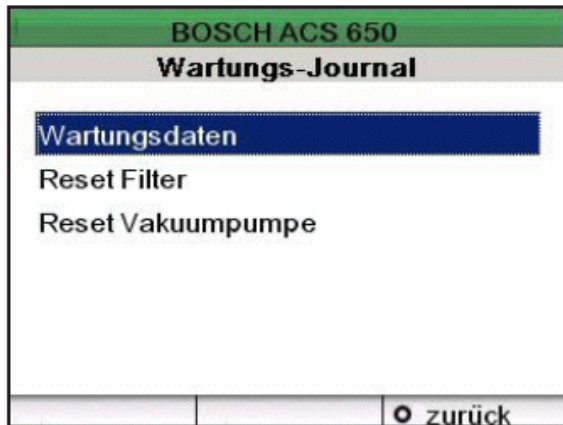 BOSCH ACS 650
Wartungs-Journal
Wartungsdaten
Reset Filter
Reset Vakuumpumpe
zurück